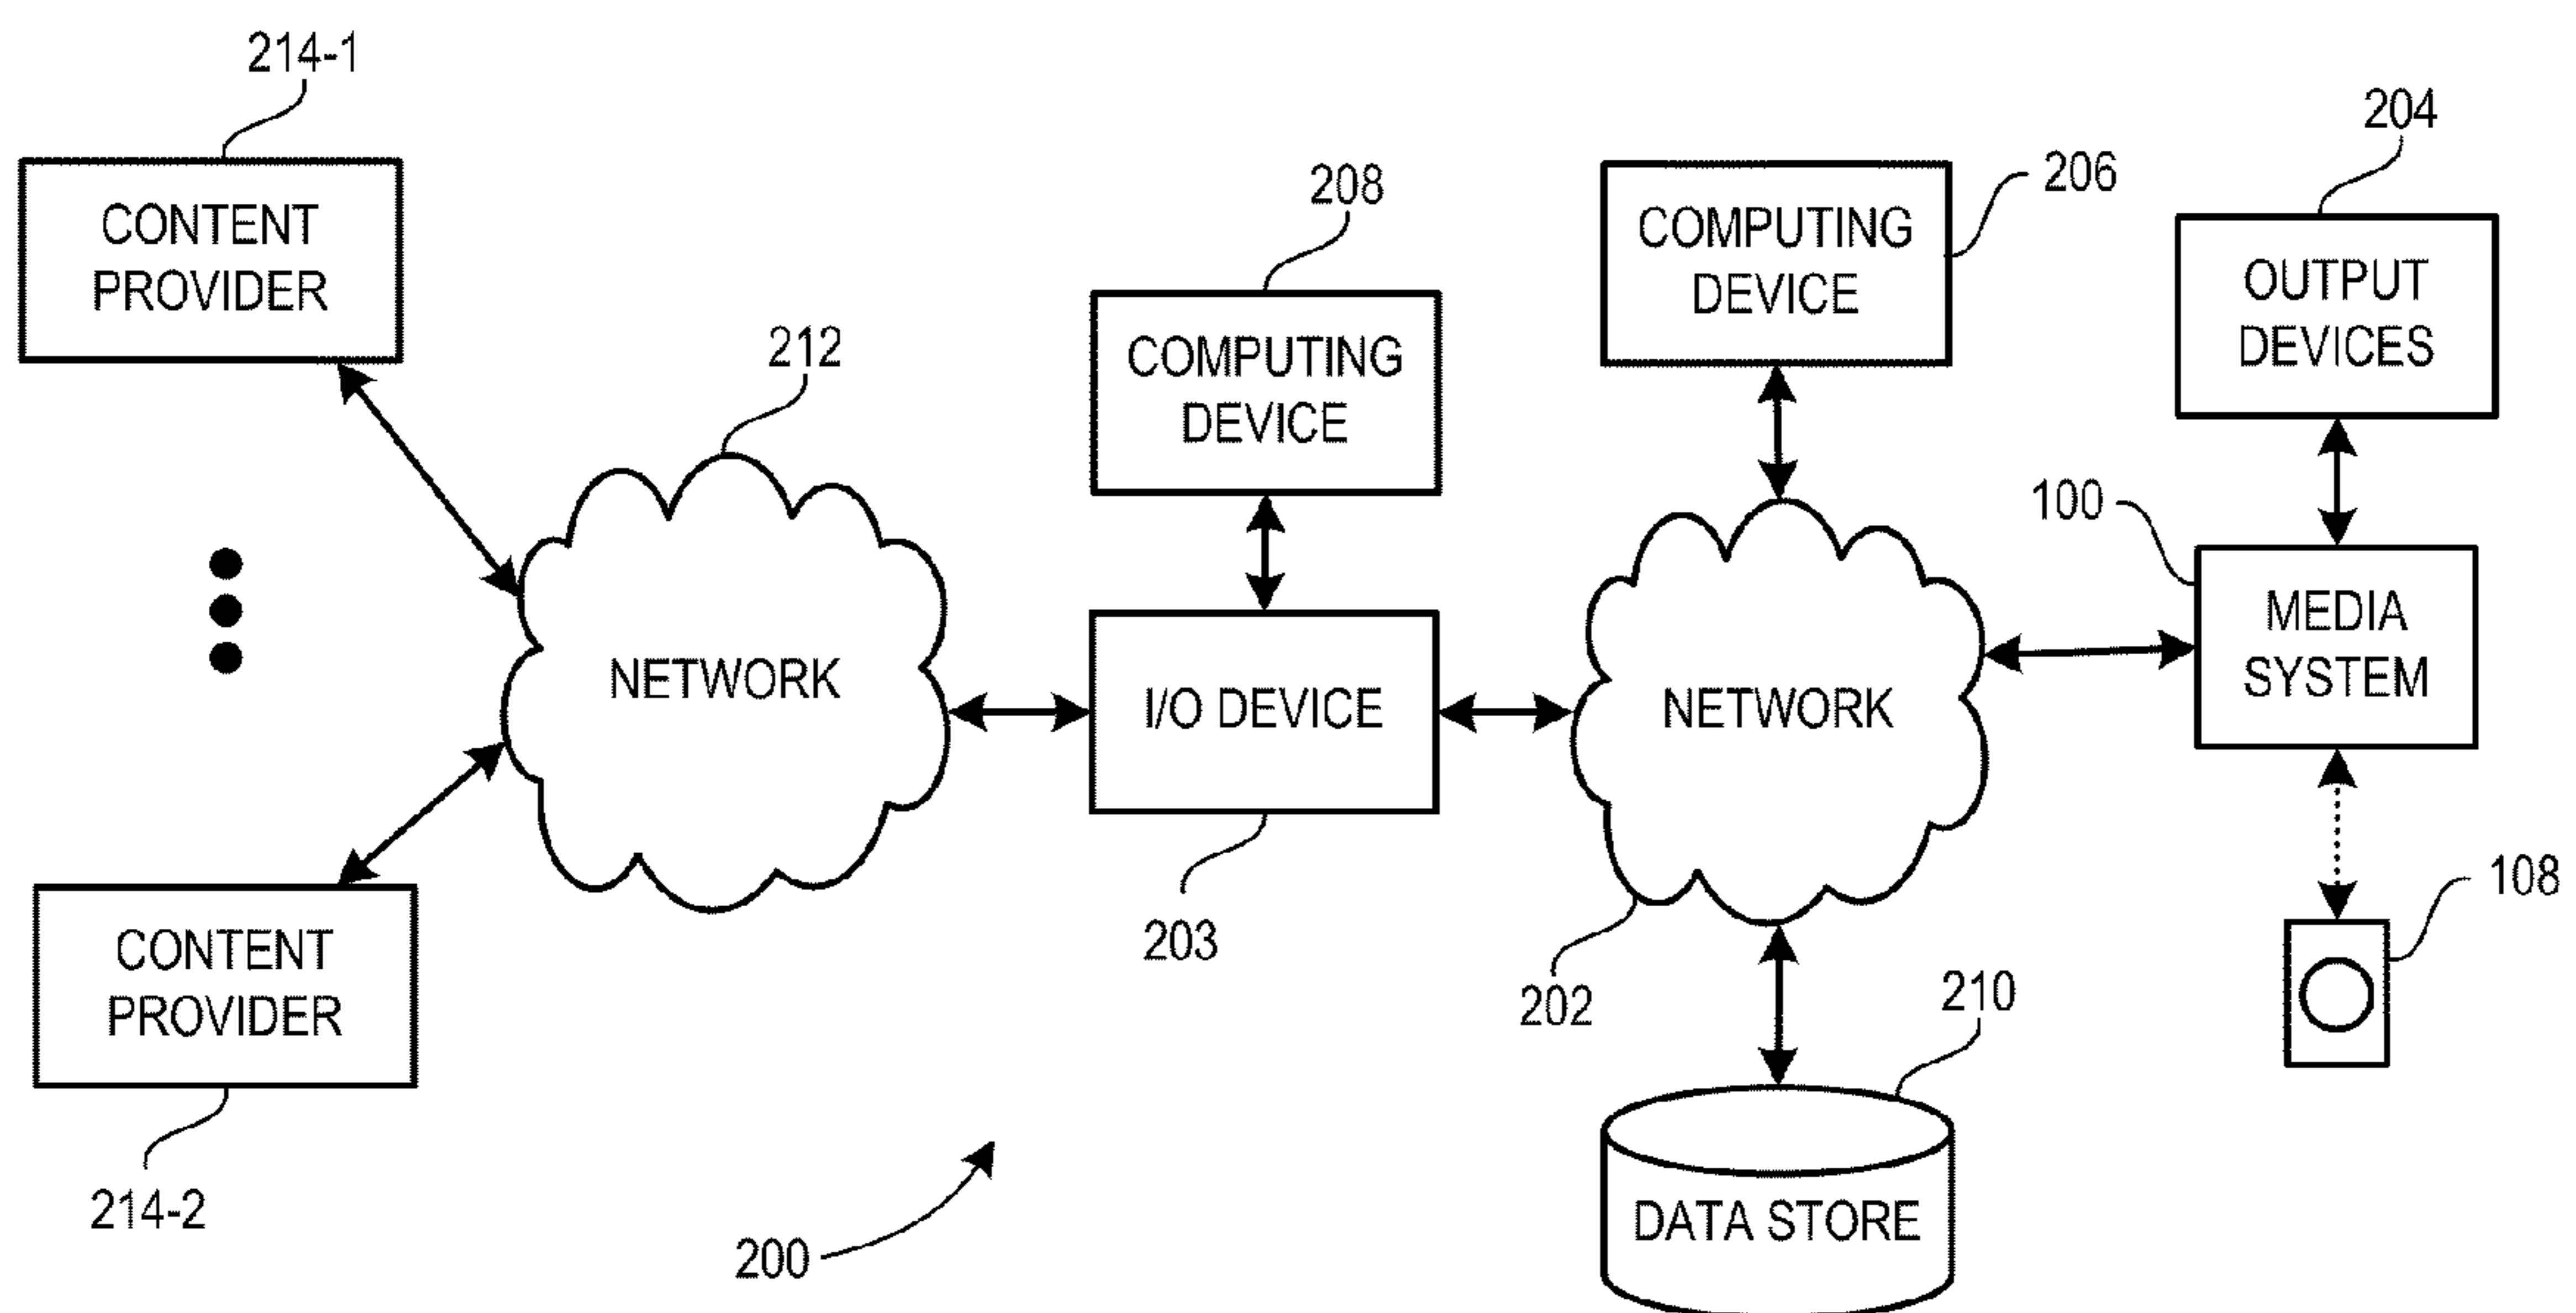 214-1
CONTENT
PROVIDER
212
NETWORK
208
COMPUTING
DEVICE
I/O DEVICE
203
206
COMPUTING
DEVICE
204
OUTPUT
DEVICES
100
MEDIA
SYSTEM
NETWORK
202
108
CONTENT
PROVIDER
214-2
210
DATA STORE
200